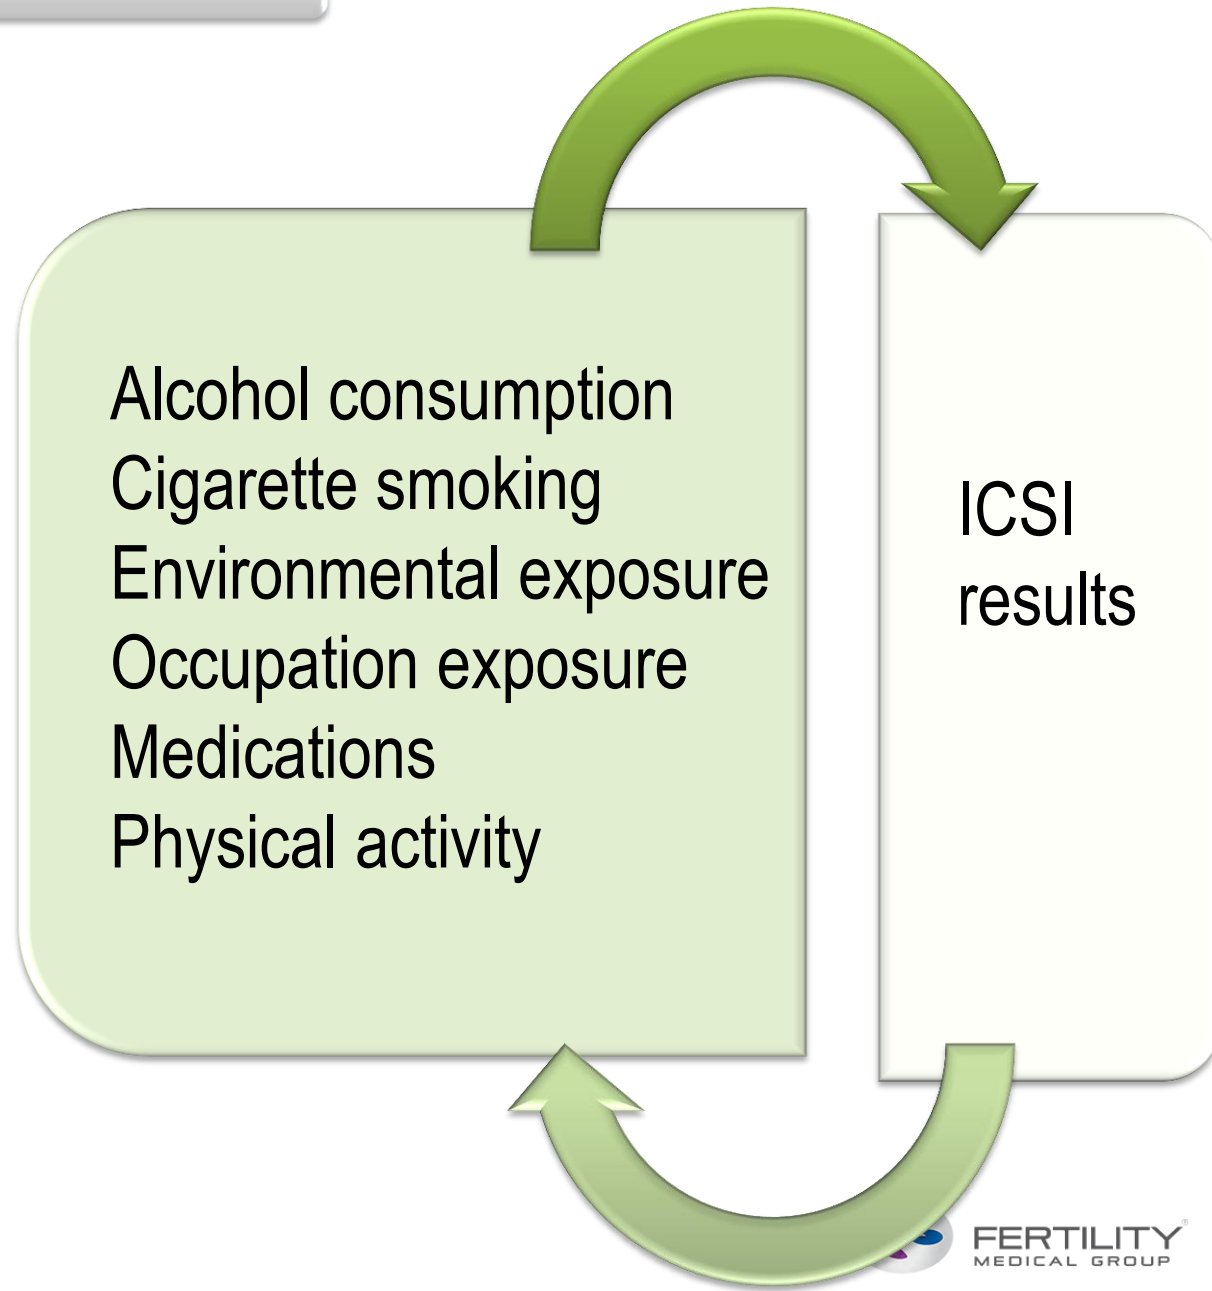 Alcohol consumption
Cigarette smoking
Environmental exposure
Occupation exposure
Medications
Physical activity
ICSI
results
FERTILITY®
MEDICAL GROUP